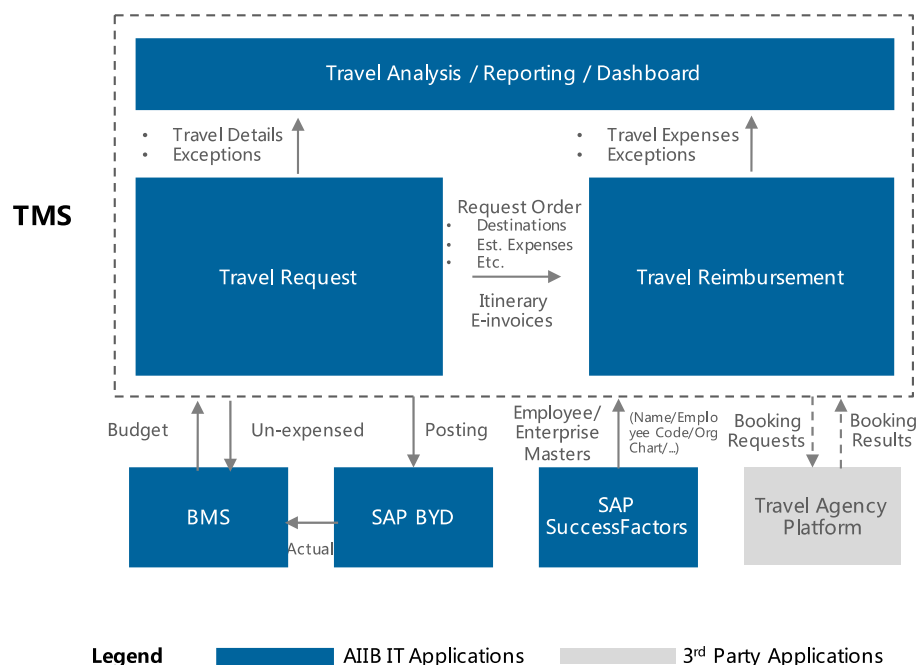 Travel Analysis / Reporting / Dashboard
• Travel Details
• Exceptions
• Travel Expenses
• Exceptions
TMS
Travel Request
Request Order
• Destinations
• Est. Expenses
• Etc.
Itinerary
E-invoices
Travel Reimbursement
Budget
Un-expensed
Posting
Employee/
Enterprise
Masters
(Name/Emplo
yee Code/Org
Chart/...)
Booking
Requests
Booking
Results
BMS
Actual
SAP BYD
SAP
SuccessFactors
Travel Agency
Platform
Legend
AIIB IT Applications
3rd Party Applications